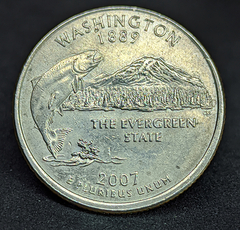 WASHINGTON
1889
THE EVERGREEN
STATE
2007
E PLURIBUS UNUM